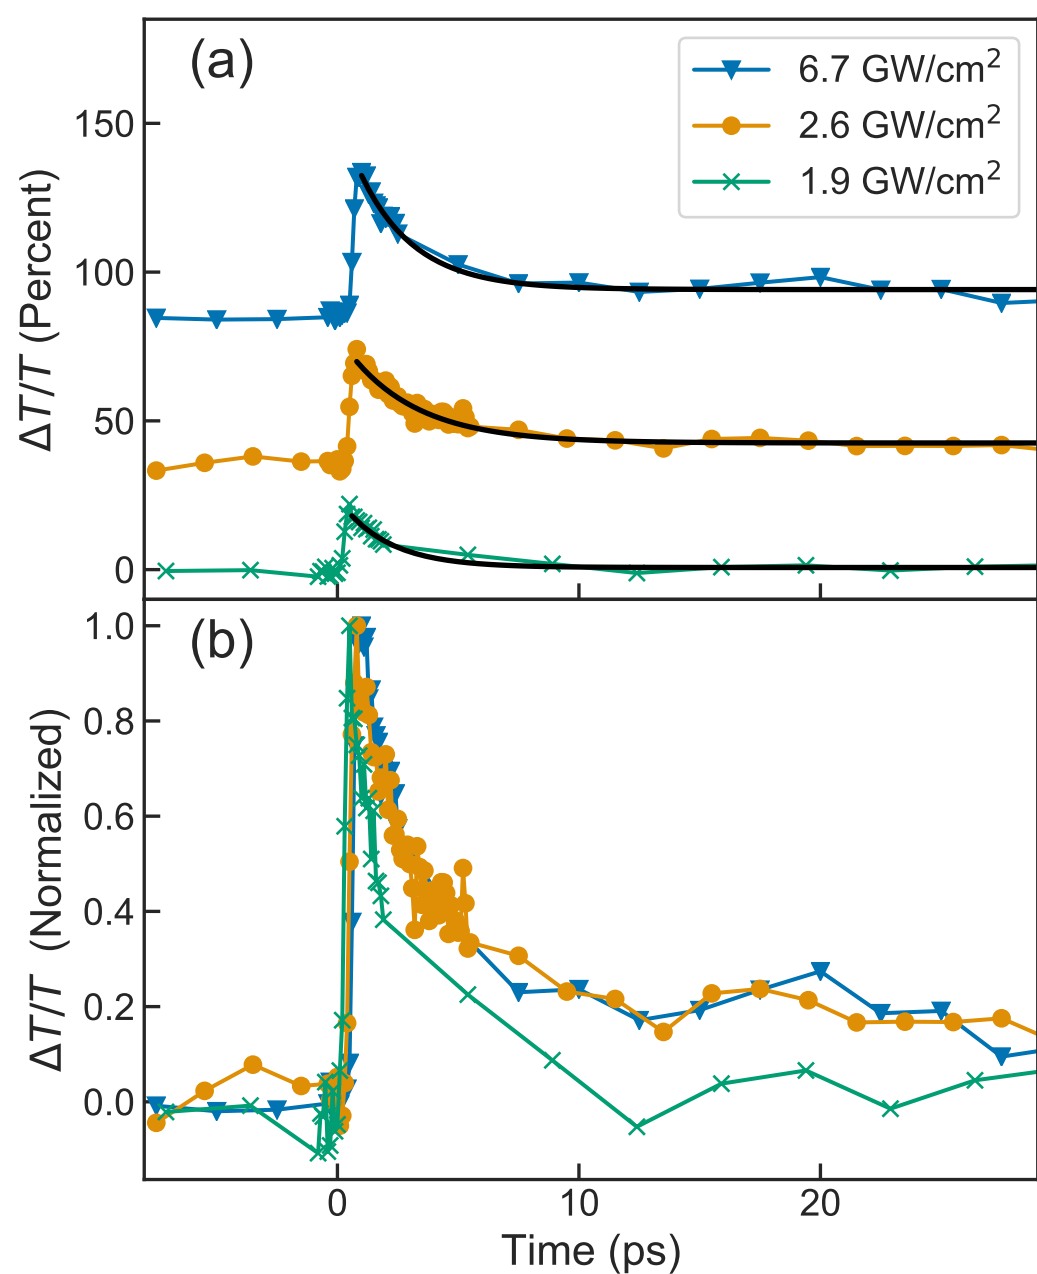 (a)
6.7 GW/cm²
2.6 GW/cm²
1.9 GW/cm²
150
100
50
0
ΔT/T (Percent)
(b)
1.0
0.8
0.6
0.4
0.2
0.0
ΔT/T (Normalized)
0 10 20
Time (ps)